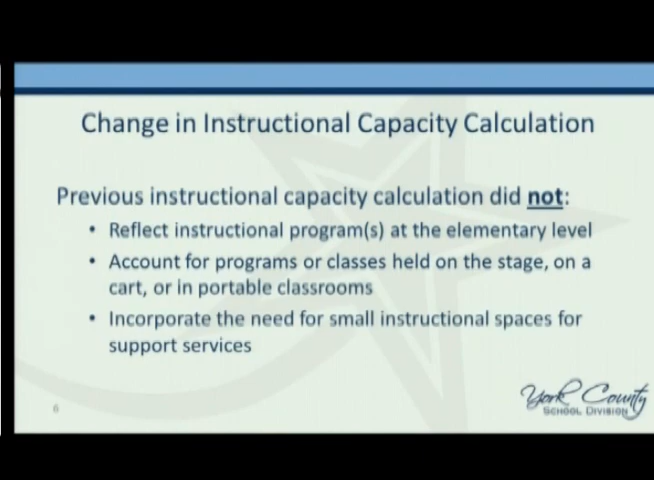 Change in Instructional Capacity Calculation
Previous instructional capacity calculation did not:
• Reflect instructional program(s) at the elementary level
• Account for programs or classes held on the stage, on a
cart, or in portable classrooms
• Incorporate the need for small instructional spaces for
support services
6
York County
SCHOOL DIVISION